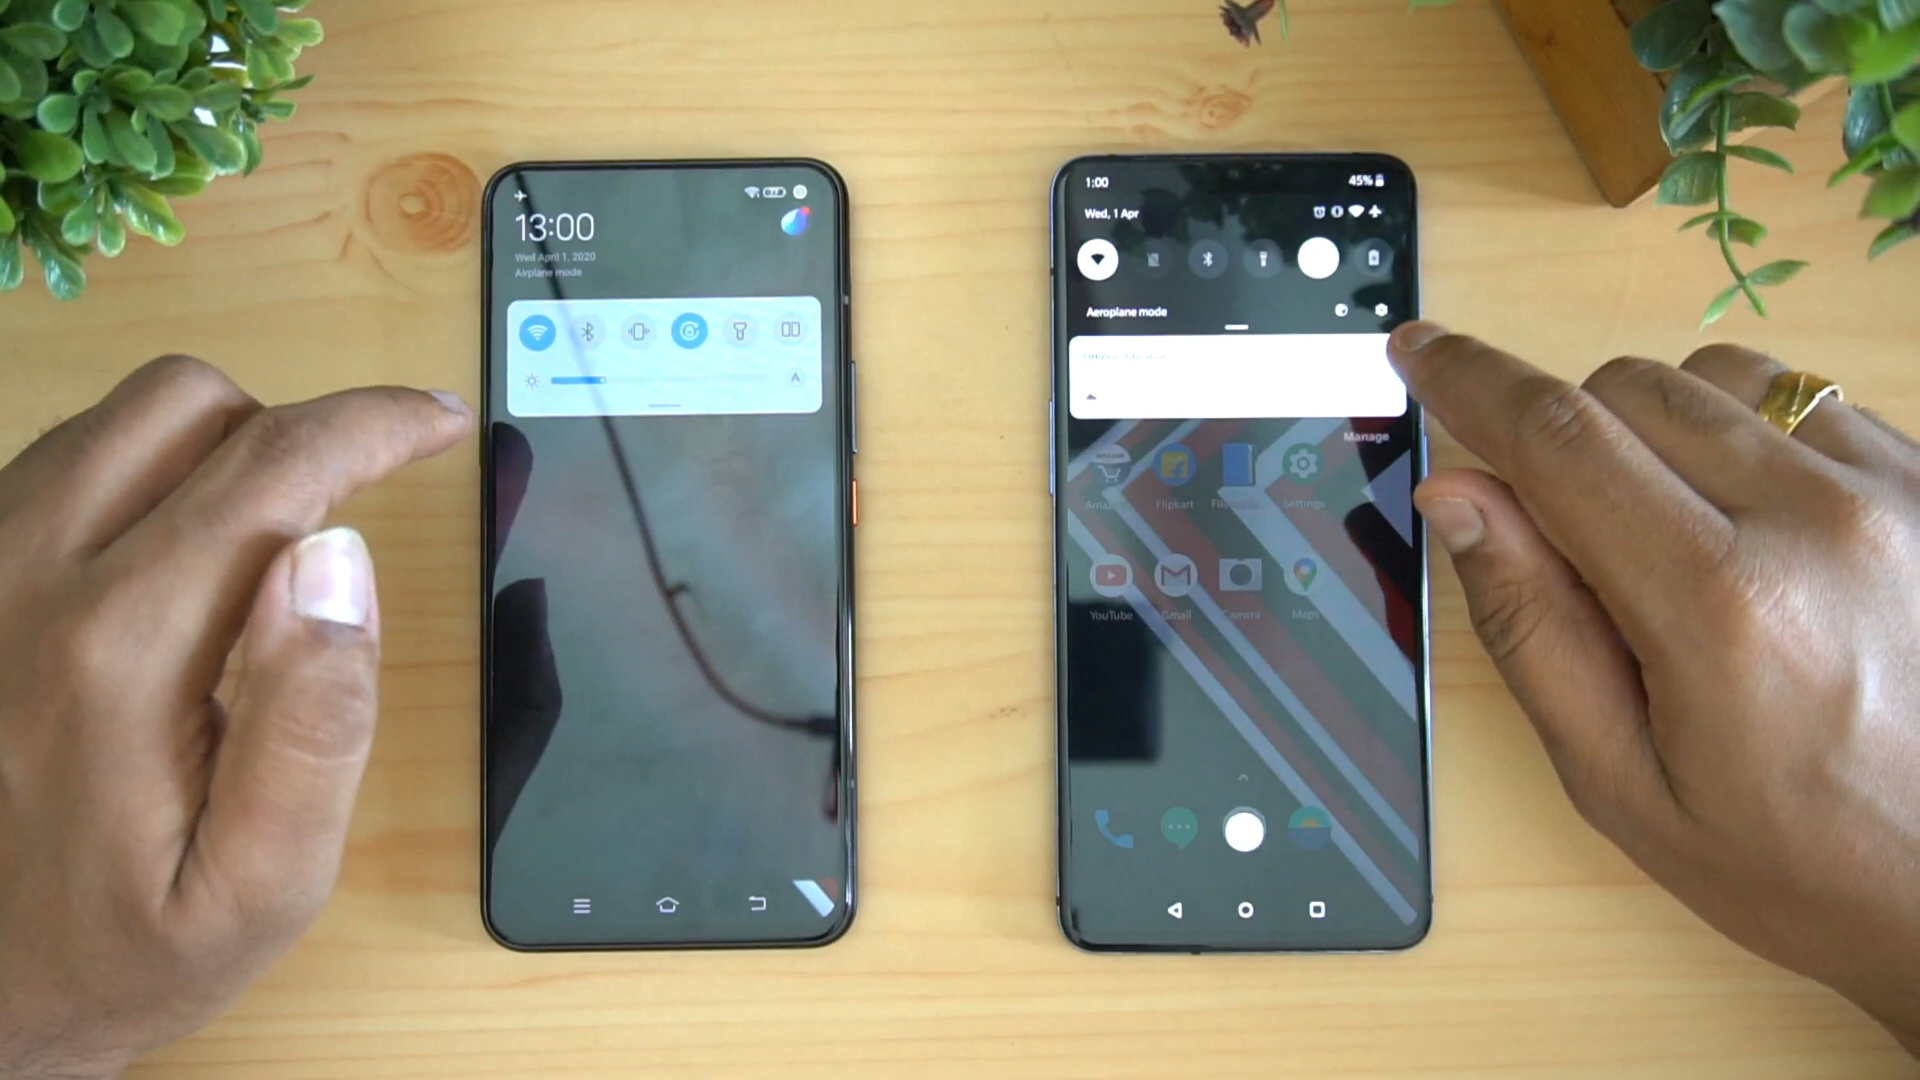 77
13:00
Wed April 1, 2020
Airplane mode
A
1:00
45%
Wed, 1 Apr
Aeroplane mode
Manage
Flipkart
Settings
YouTube
Gmail
Camera
Maps